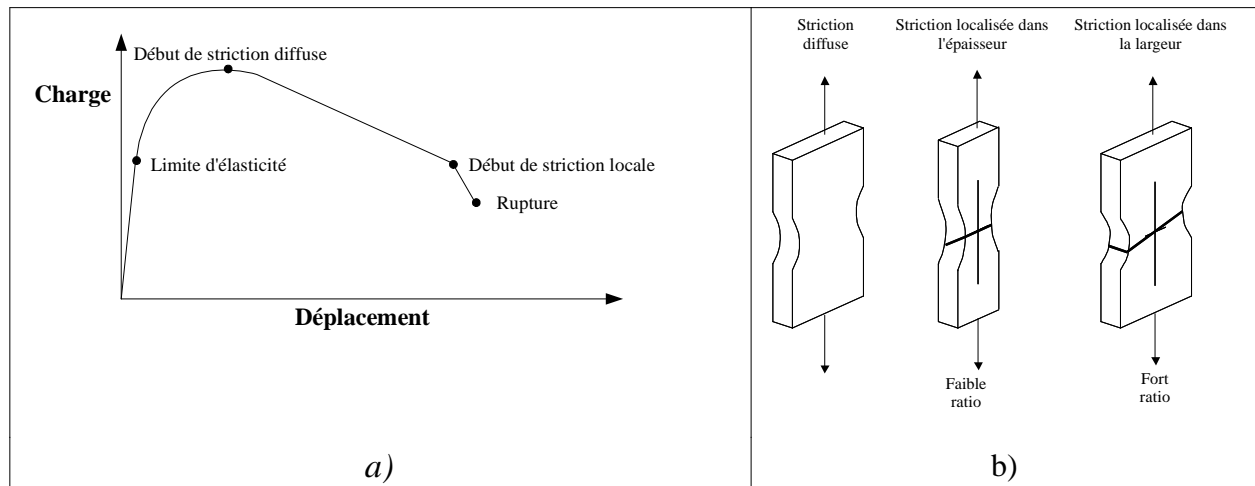 Début de striction diffuse
Charge
Limite d'élasticité
Début de striction locale
Rupture
Déplacement
a)
Striction
diffuse
Striction localisée dans
l'épaisseur
Striction localisée dans
la largeur
Faible
ratio
Fort
ratio
b)